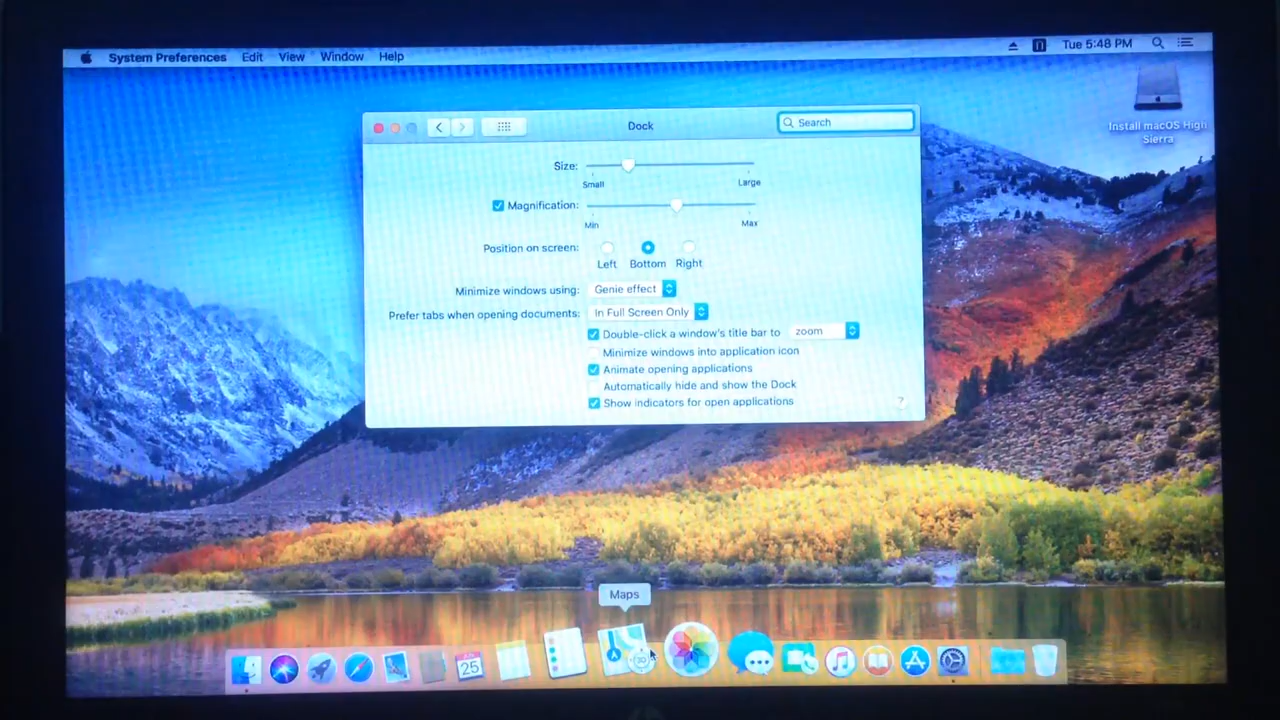 System Preferences Edit View Window Help
Tue 5:48 PM
Install macOS High
Sierra
Dock
Search
Size:
Small Large
Magnification:
Min Max
Position on screen:
Left Bottom Right
Minimize windows using: Genie effect
Prefer tabs when opening documents: In Full Screen Only
Double-click a window's title bar to zoom
Minimize windows into application icon
Animate opening applications
Automatically hide and show the Dock
Show indicators for open applications
?
Maps
25